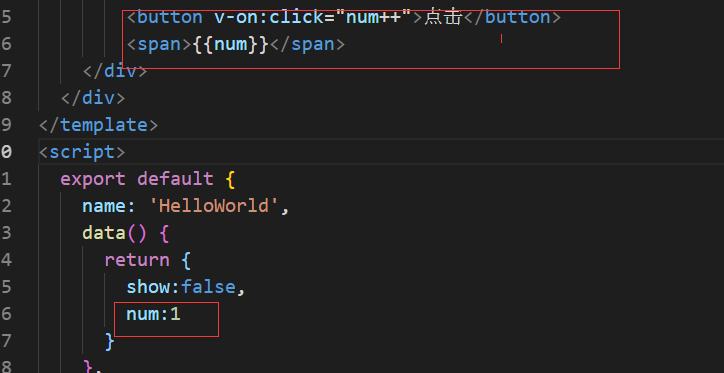 5 <button v-on:click="num++">点击</button>
6 <span>{{num}}</span>
7 </div>
8 </div>
9 </template>
0 <script>
1 export default {
2 name: 'HelloWorld',
3 data() {
4 return {
5 show:false,
6 num:1
7 }
8 },